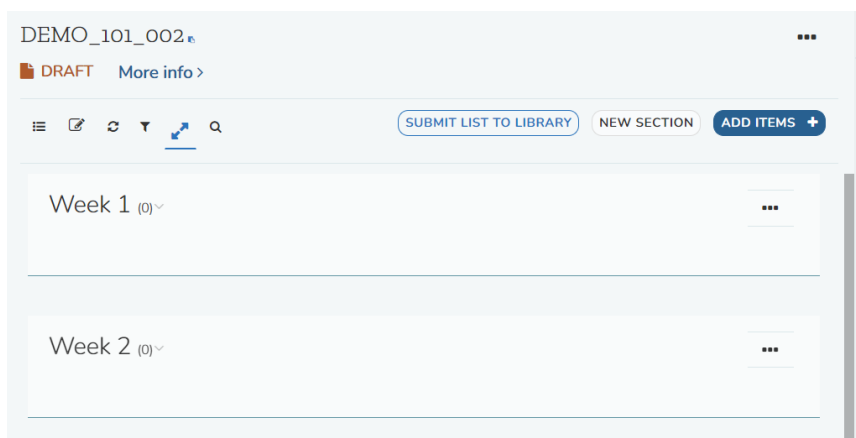 DEMO_101_002
DRAFT More info >
SUBMIT LIST TO LIBRARY NEW SECTION ADD ITEMS +
Week 1 (0)
Week 2 (0)